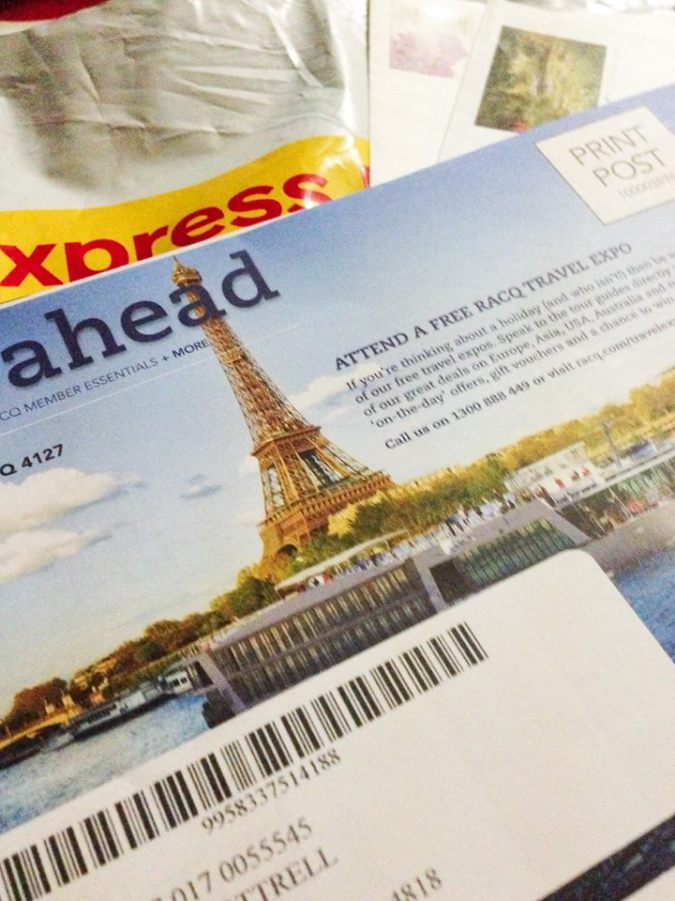 xpress
PRINT
POST
ahead
CQ MEMBER ESSENTIALS + MORE
Q 4127
ATTEND A FREE RACQ TRAVEL EXPO
If you're thinking about a holiday (and who isn't!) then be
of our free travel expos. Speak to the tour guides directly
of our great deals on Europe, Asia, USA, Australia and
'on-the-day' offers, gift vouchers and a chance to win
Call us on 1300 888 449 or visit racq.com/travelex
9958337514188
017 0055545
TTRELL
4818